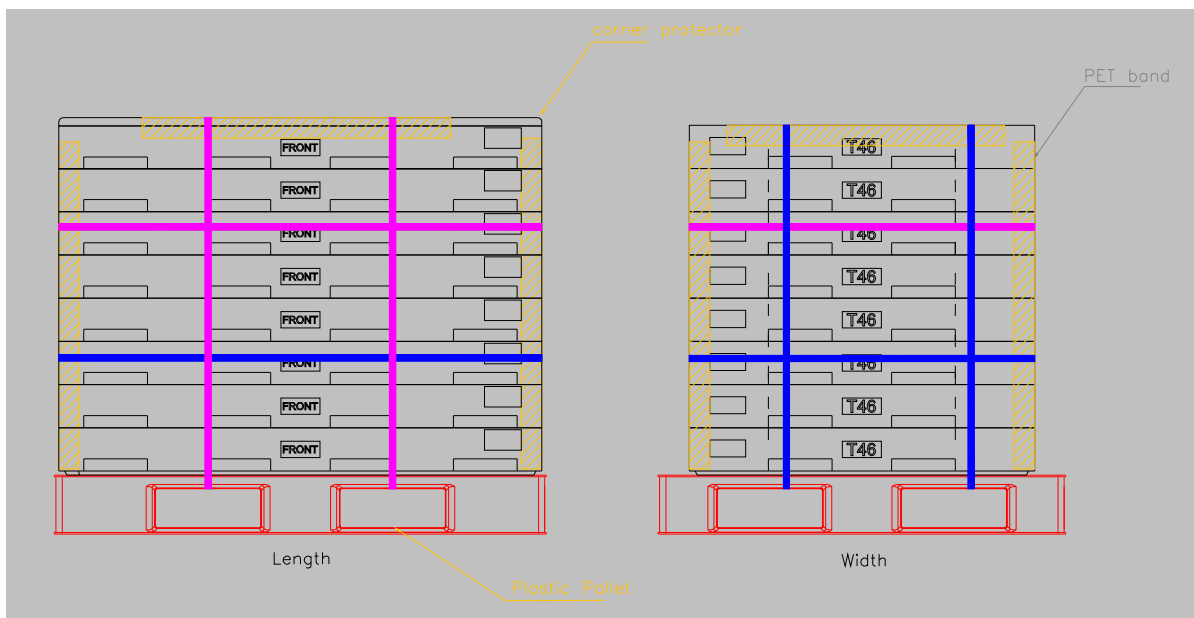 corner protector
PET band
FRONT
FRONT
FRONT
FRONT
FRONT
FRONT
FRONT
FRONT
T46
T46
T46
T46
T46
T46
T46
T46
Length
Width
Plastic Pallet